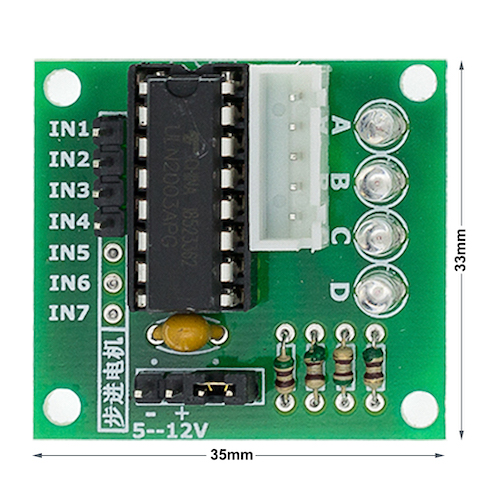 IN1
IN2
IN3
IN4
IN5
IN6
IN7
ULN2003APG
A
B
C
D
步进电机
- +
5--12V
33mm
35mm